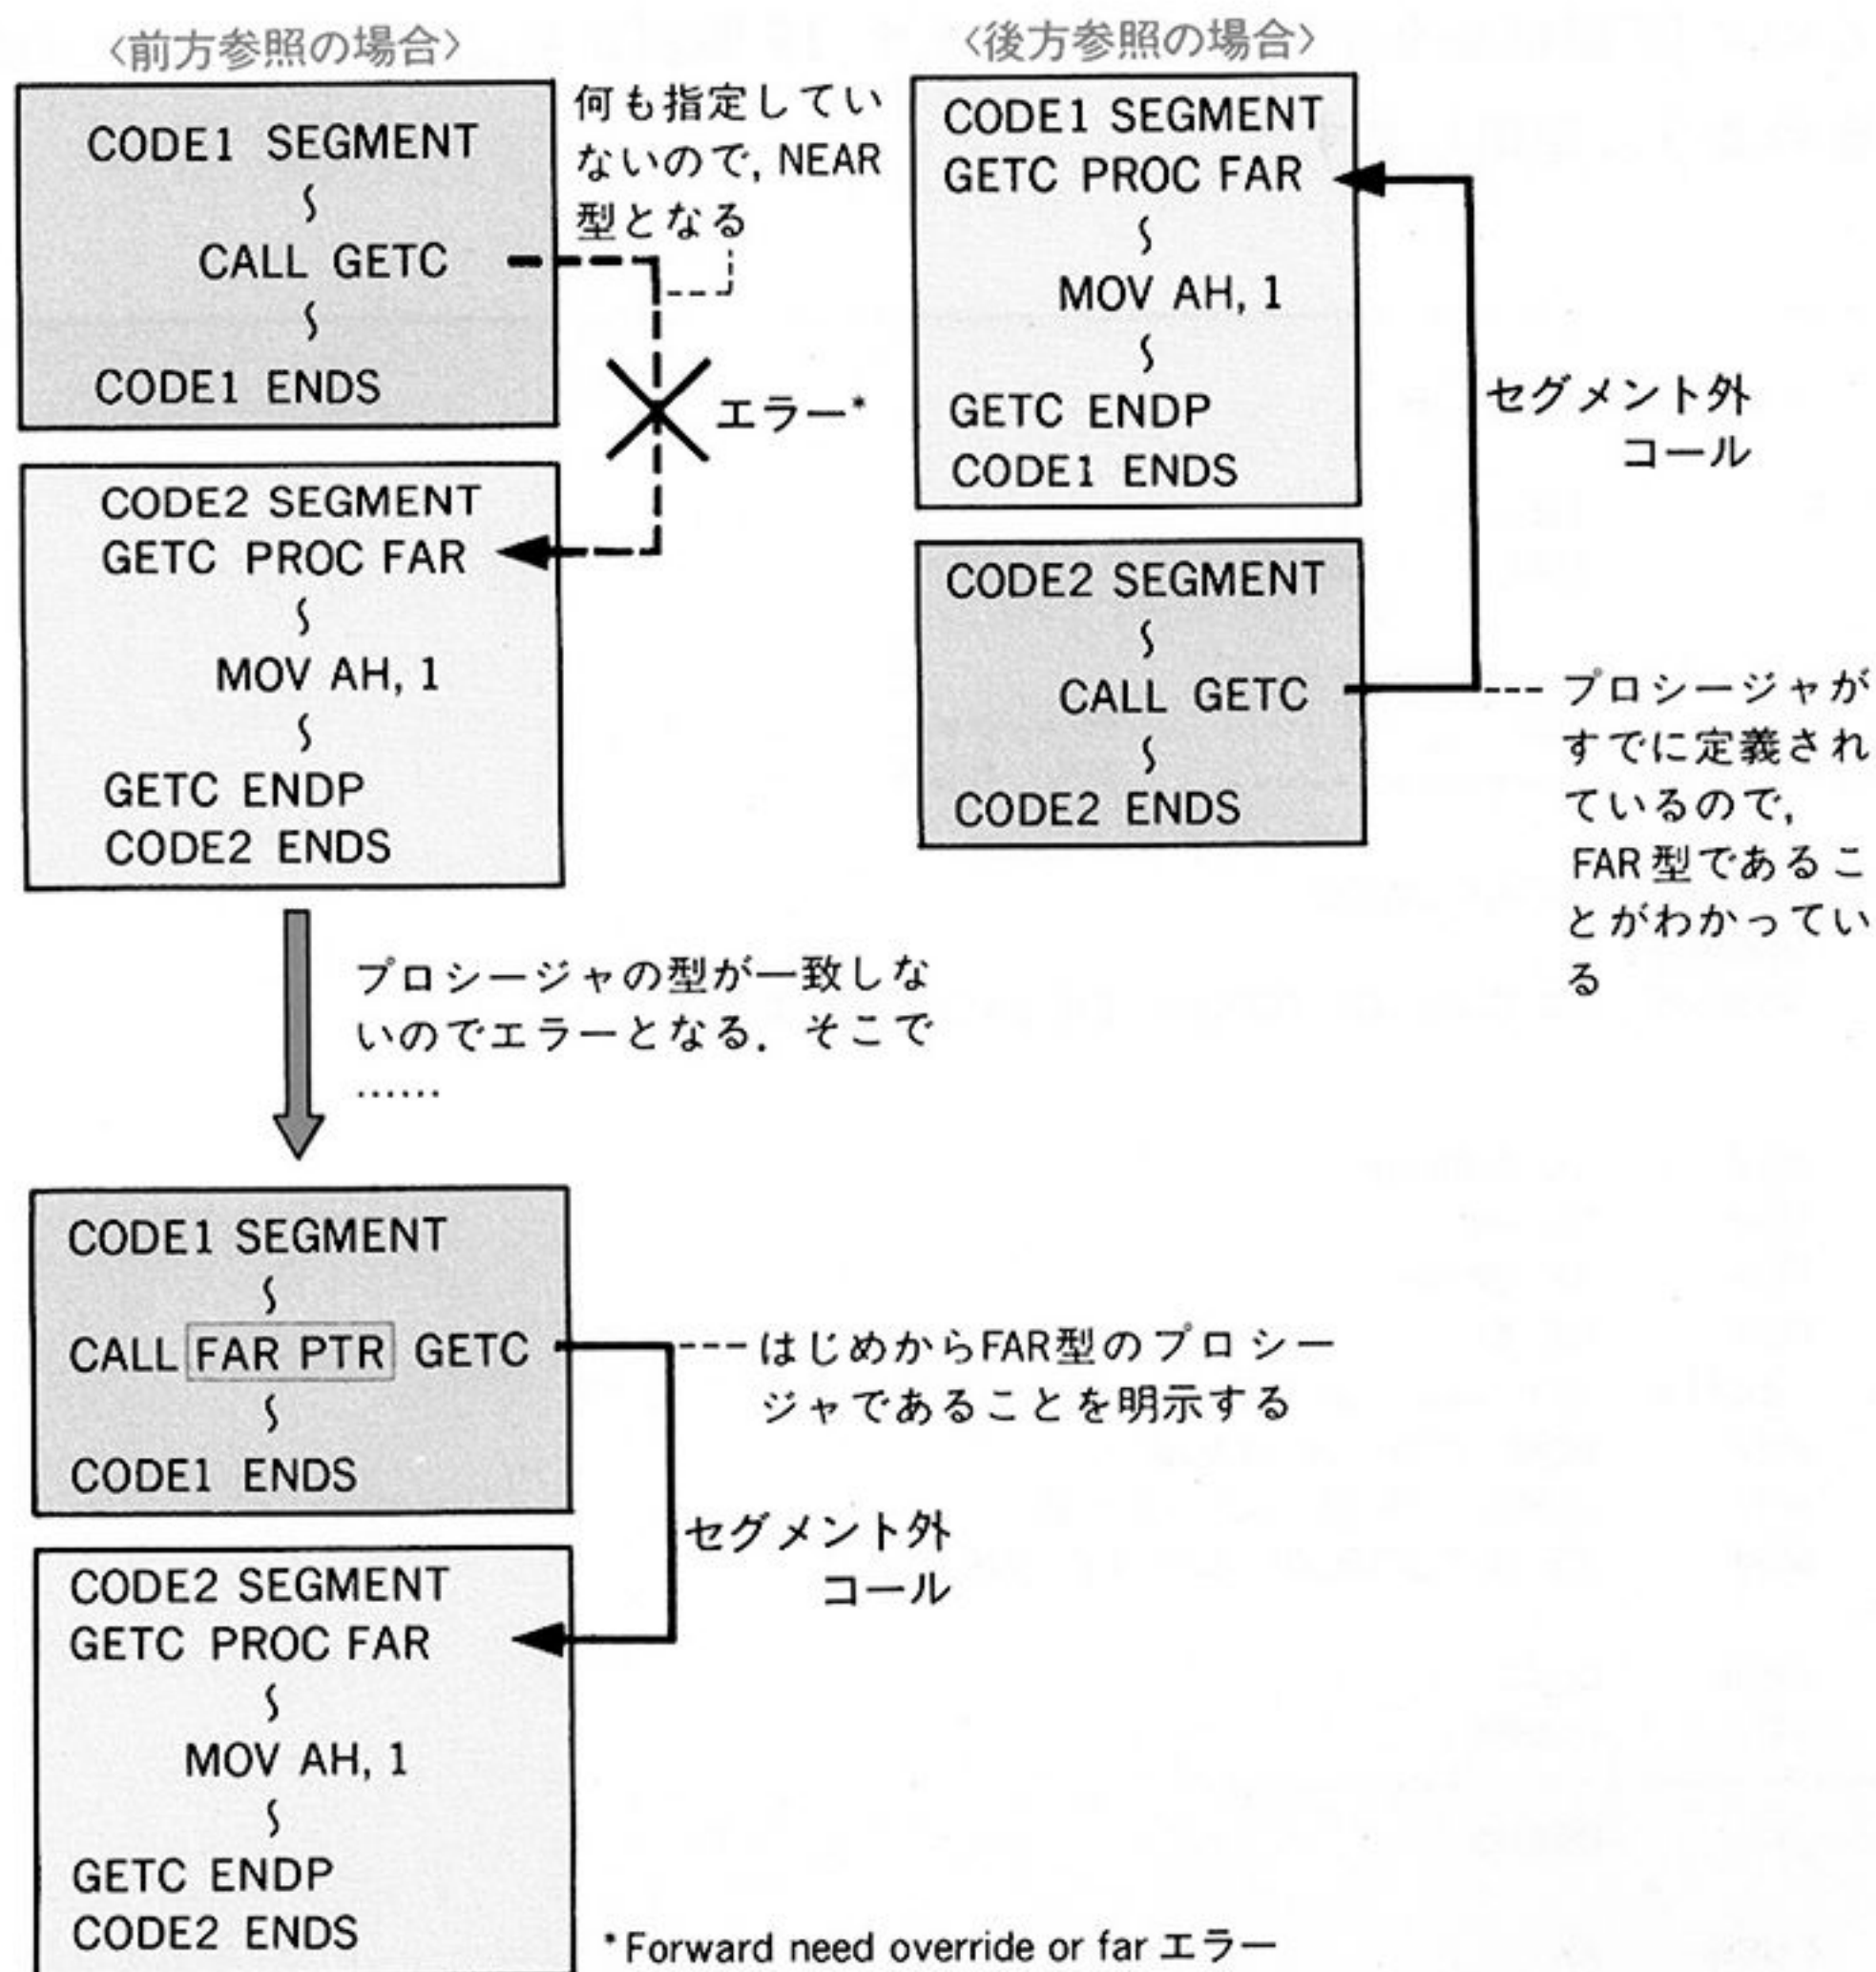 〈前方参照の場合〉
CODE1 SEGMENT
∫
CALL GETC
∫
CODE1 ENDS
何も指定してい
ないので, NEAR
型となる
エラー*
CODE2 SEGMENT
GETC PROC FAR
∫
MOV AH, 1
∫
GETC ENDP
CODE2 ENDS
〈後方参照の場合〉
CODE1 SEGMENT
GETC PROC FAR
∫
MOV AH, 1
∫
GETC ENDP
CODE1 ENDS
セグメント外
コール
CODE2 SEGMENT
∫
CALL GETC
∫
CODE2 ENDS
プロシージャが
すでに定義され
ているので,
FAR型であるこ
とがわかってい
る
プロシージャの型が一致しな
いのでエラーとなる. そこで
……
CODE1 SEGMENT
∫
CALL FAR PTR GETC
∫
CODE1 ENDS
はじめからFAR型のプロシー
ジャであることを明示する
セグメント外
コール
CODE2 SEGMENT
GETC PROC FAR
∫
MOV AH, 1
∫
GETC ENDP
CODE2 ENDS
*Forward need override or far エラー